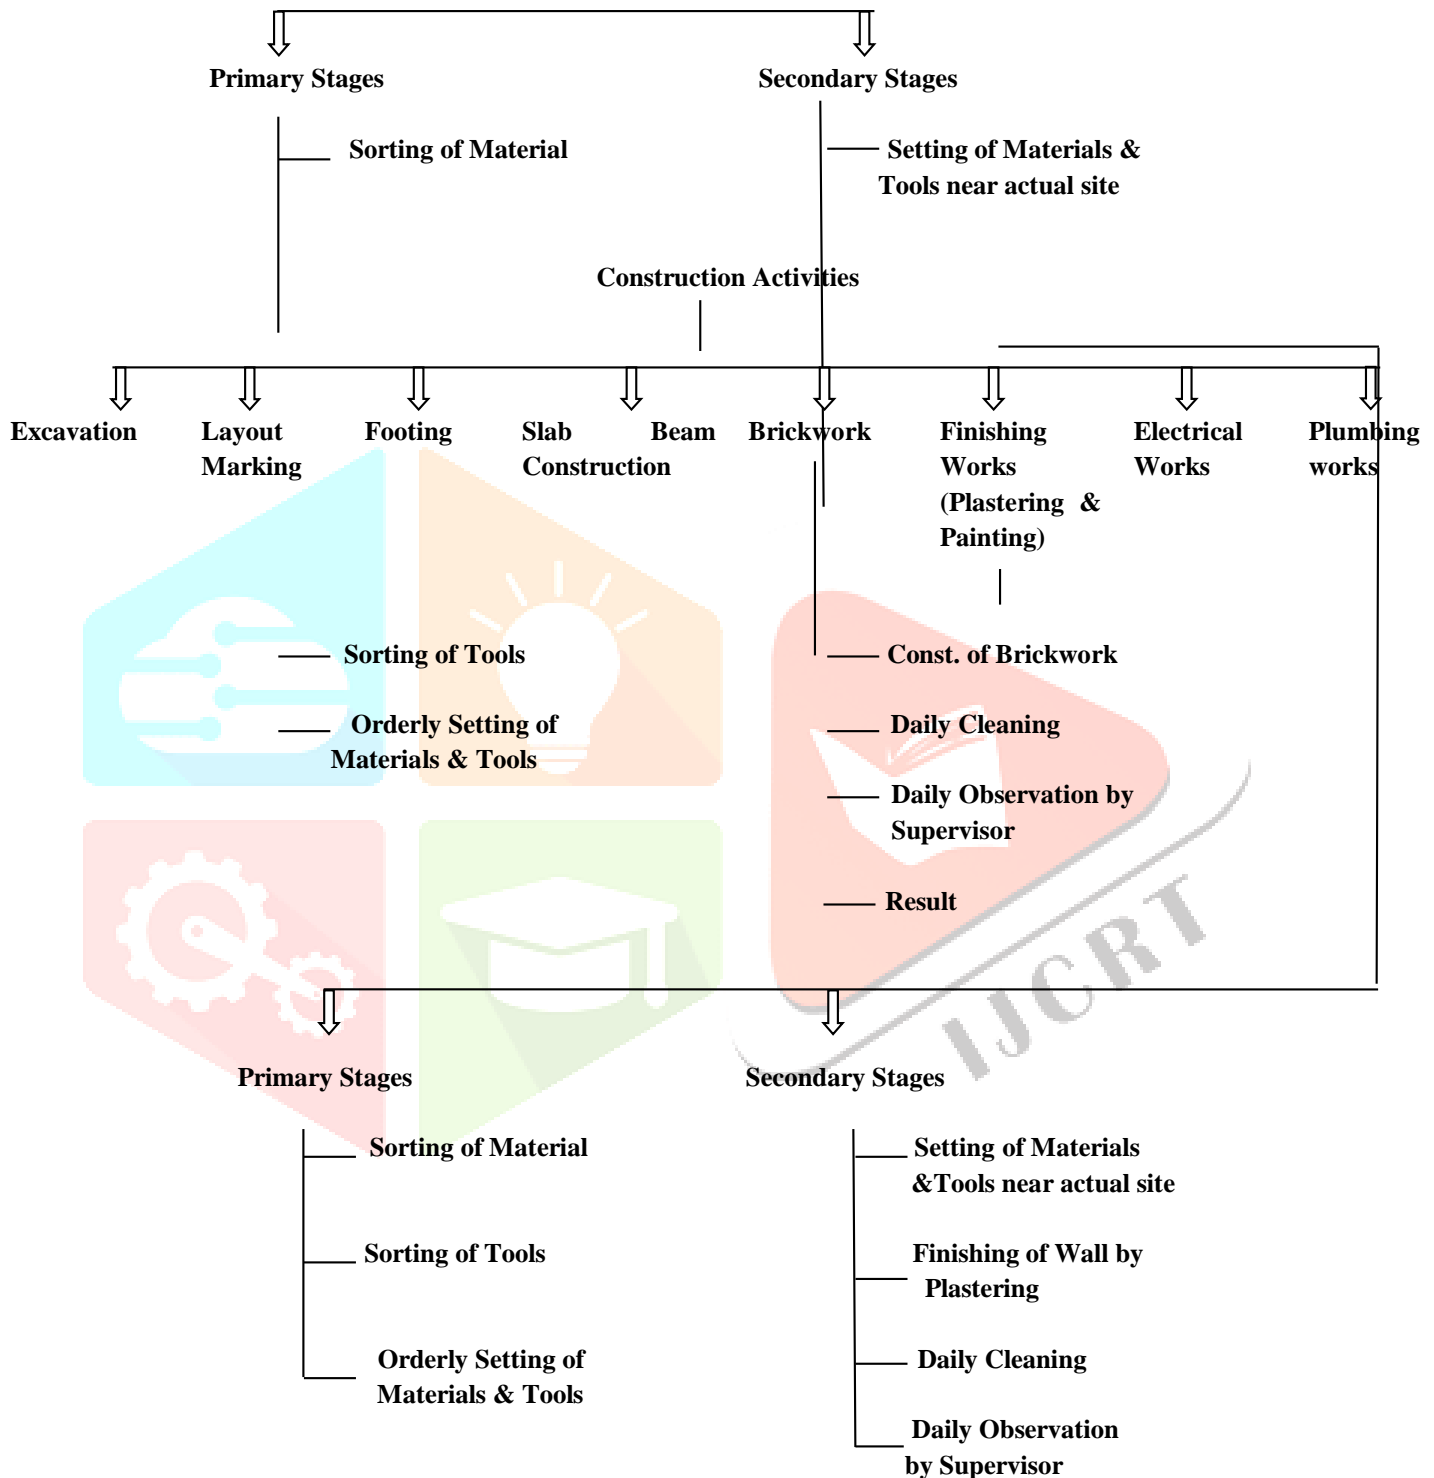 Primary Stages
Secondary Stages
Sorting of Material
Setting of Materials &
Tools near actual site
Construction Activities
Excavation
Layout
Marking
Footing
Slab Beam
Construction
Brickwork
Finishing
Works
(Plastering &
Painting)
Electrical
Works
Plumbing
works
Sorting of Tools
Orderly Setting of
Materials & Tools
Const. of Brickwork
Daily Cleaning
Daily Observation by
Supervisor
Result
IJCRT
Primary Stages
Secondary Stages
Sorting of Material
Sorting of Tools
Orderly Setting of
Materials & Tools
Setting of Materials
&Tools near actual site
Finishing of Wall by
Plastering
Daily Cleaning
Daily Observation
by Supervisor